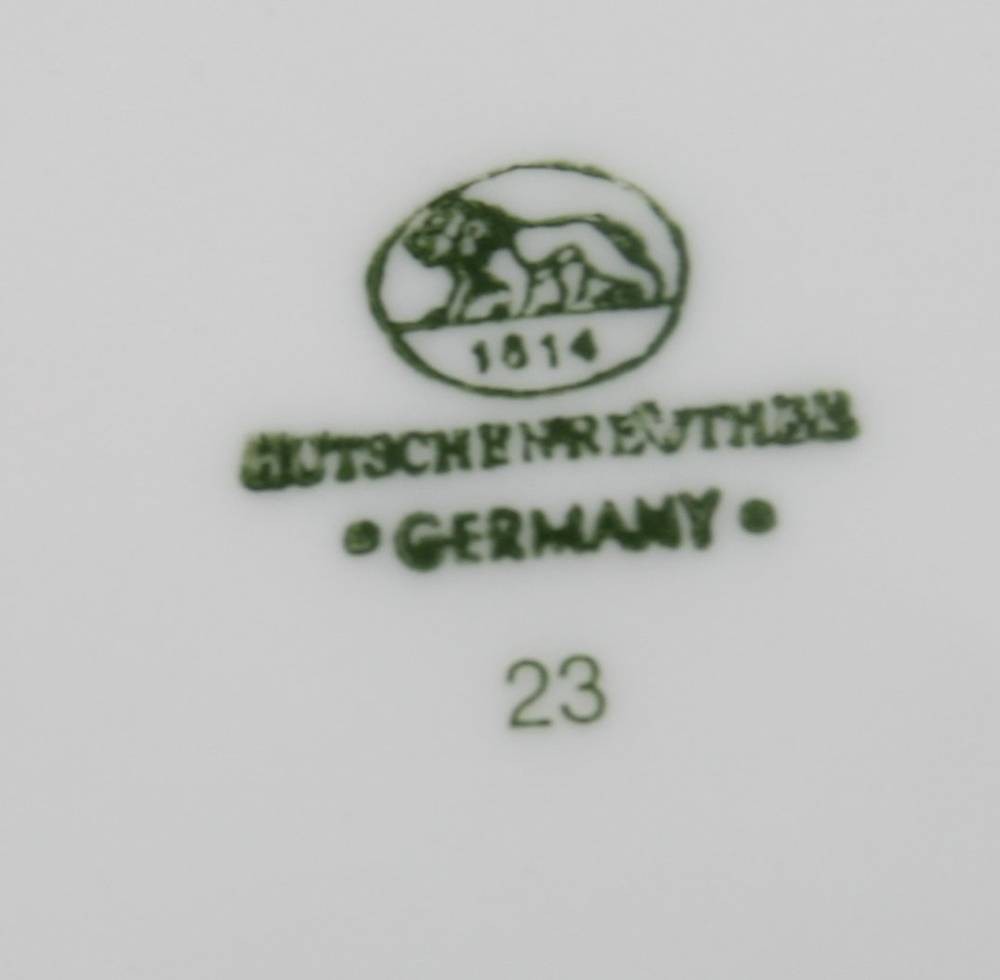 1814
HUTSCHENREUTHER
• GERMANY •
23